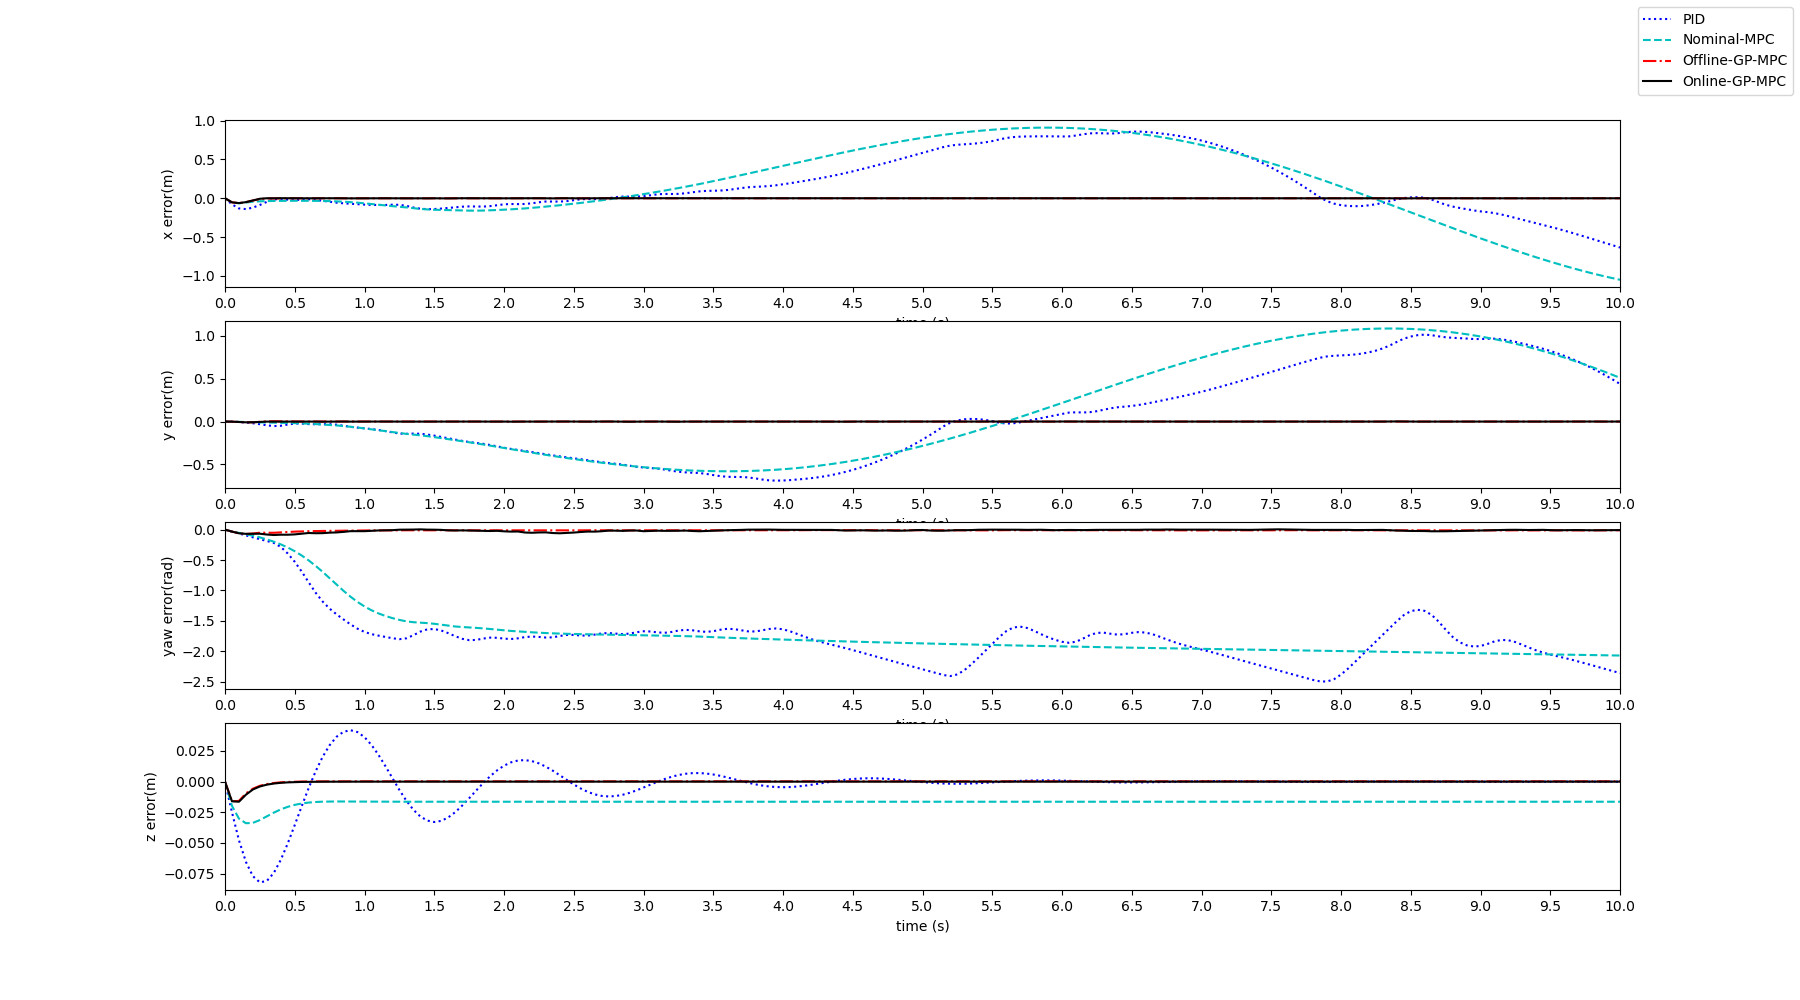 PID
Nominal-MPC
Offline-GP-MPC
Online-GP-MPC
1.0
0.5
0.0
−0.5
−1.0
x error(m)
0.0 0.5 1.0 1.5 2.0 2.5 3.0 3.5 4.0 4.5 5.0 5.5 6.0 6.5 7.0 7.5 8.0 8.5 9.0 9.5 10.0
time (s)
1.0
0.5
0.0
−0.5
y error(m)
0.0 0.5 1.0 1.5 2.0 2.5 3.0 3.5 4.0 4.5 5.0 5.5 6.0 6.5 7.0 7.5 8.0 8.5 9.0 9.5 10.0
time (s)
0.0
−0.5
−1.0
−1.5
−2.0
−2.5
yaw error(rad)
0.0 0.5 1.0 1.5 2.0 2.5 3.0 3.5 4.0 4.5 5.0 5.5 6.0 6.5 7.0 7.5 8.0 8.5 9.0 9.5 10.0
time (s)
0.025
0.000
−0.025
−0.050
−0.075
z error(m)
0.0 0.5 1.0 1.5 2.0 2.5 3.0 3.5 4.0 4.5 5.0 5.5 6.0 6.5 7.0 7.5 8.0 8.5 9.0 9.5 10.0
time (s)